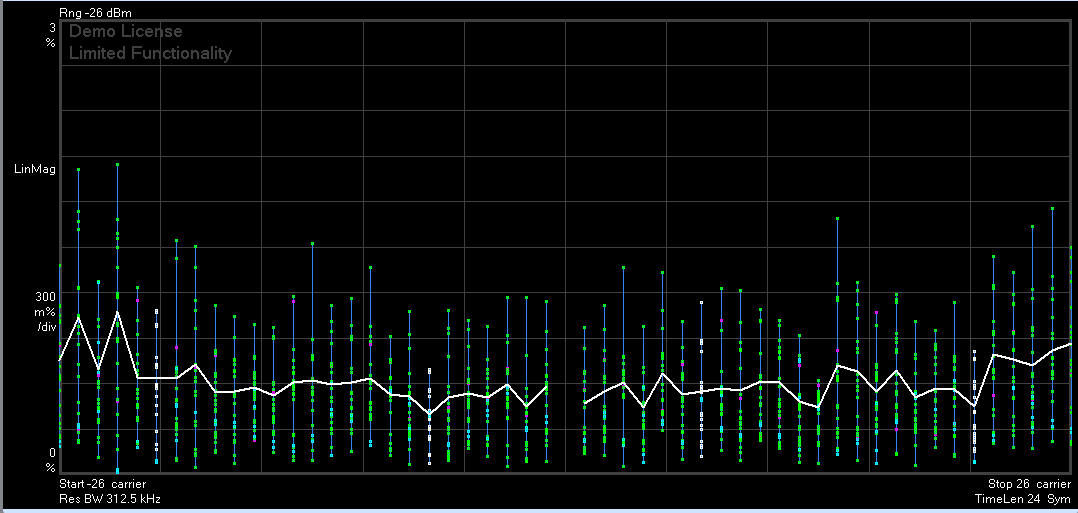 Rng -26 dBm
3
%
Demo License
Limited Functionality
LinMag
300
m%
/div
0
%
Start-26 carrier
Stop 26 carrier
Res BW 312.5 kHz
TimeLen 24 Sym